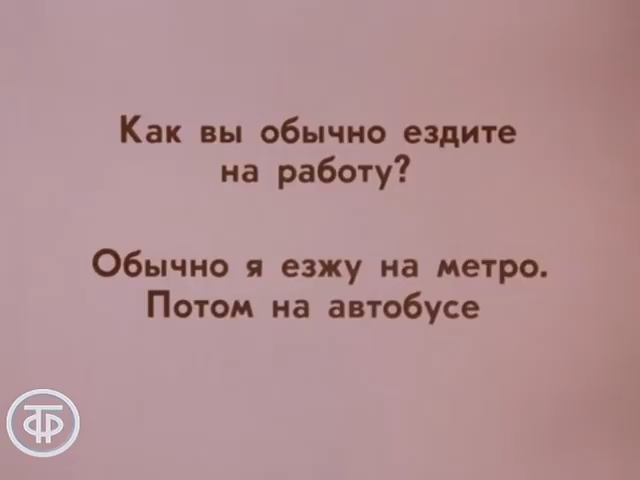 Как вы обычно ездите
на работу?
Обычно я езжу на метро.
Потом на автобусе